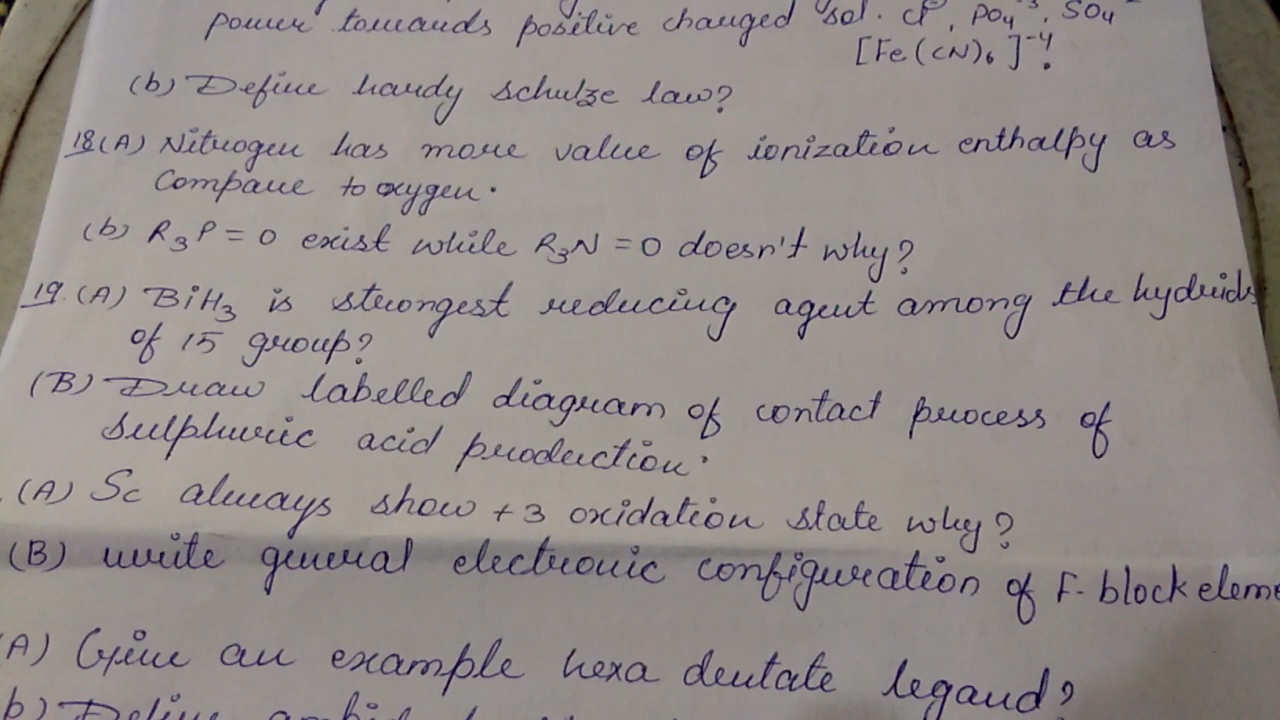 power towards positive changed sol. Cl⁻, PO₄⁻³, SO₄⁻
[Fe(CN)₆]⁻⁴?
(b) Define hardy schulze law?
18.(A) Nitrogen has more value of ionization enthalpy as
Compare to oxygen.
(b) R₃P = O exist while R₃N = O doesn't why?
19.(A) BiH₃ is strongest reducing agent among the hydrids
of 15 group?
(B) Draw labelled diagram of contact process of
sulphuric acid production.
(A) Sc always show +3 oxidation state why?
(B) write general electronic configuration of F-block eleme
A) Give an example hexa dentate legand?
b) Define